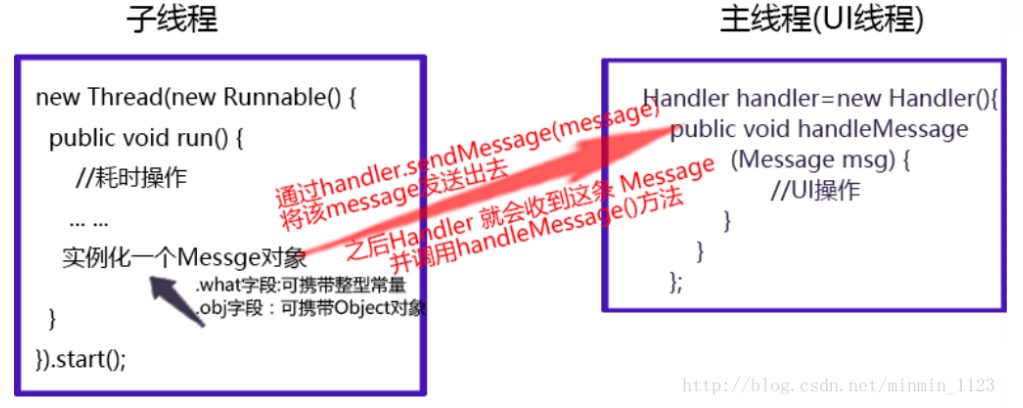 子线程
new Thread(new Runnable() {
public void run() {
//耗时操作
... ...
实例化一个Messge对象
.what字段:可携带整型常量
.obj字段：可携带Object对象
}
}).start();
通过handler.sendMessage(message)
将该message发送出去
之后Handler 就会收到这条 Message
并调用handleMessage()方法
主线程(UI线程)
Handler handler=new Handler(){
public void handleMessage
(Message msg) {
//UI操作
}
}
};
http://blog.csdn.net/minmin_1123